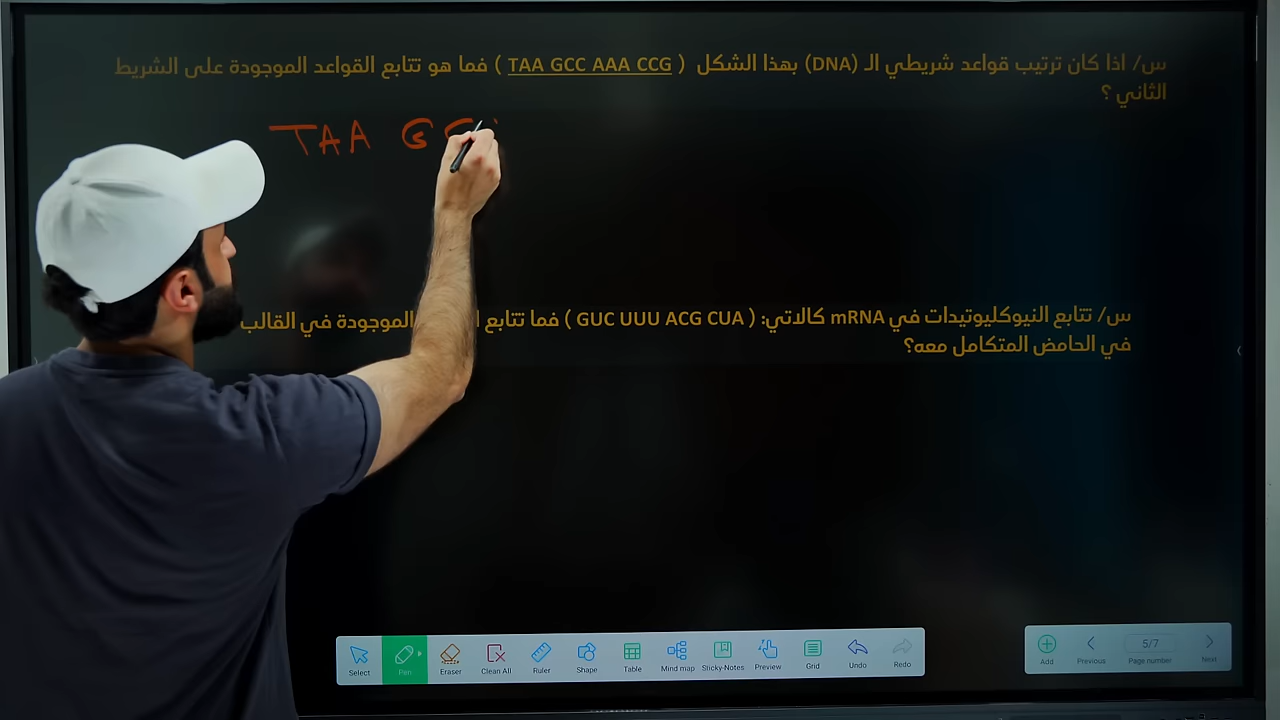 س/ اذا كان ترتيب قواعد شريطي الـ (DNA) بهذا الشكل ( TAA GCC AAA CCG ) فما هو تتابع القواعد الموجودة على الشريط
الثاني ؟
TAA G
س/ تتابع النيوكليوتيدات في mRNA كالاتي: ( GUC UUU ACG CUA ) فما تتابع الموجودة في القالب
في الحامض المتكامل معه؟
Select Pen Eraser Clean All Ruler Shape Table Mind map Sticky-Notes Preview Grid Undo Redo
Add Previous 5/7 Page number Next